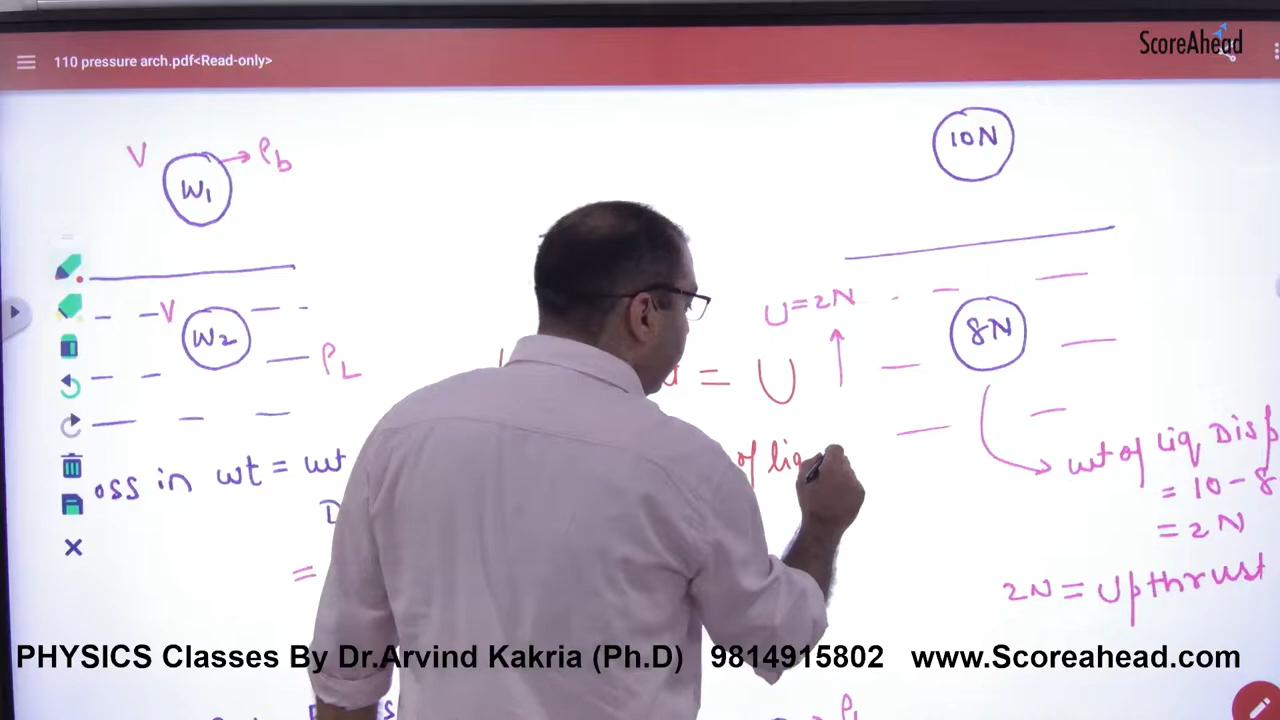 ScoreAhead
110 pressure arch.pdf<Read-only>
V
ρb
W1
10N
V
W2
ρL
U=2N
8N
= U
oss in wt = wt
of liq
wt of Liq Disp
= 10 - 8
= 2N
=
2N = Upthrust
PHYSICS Classes By Dr.Arvind Kakria (Ph.D) 9814915802 www.Scoreahead.com